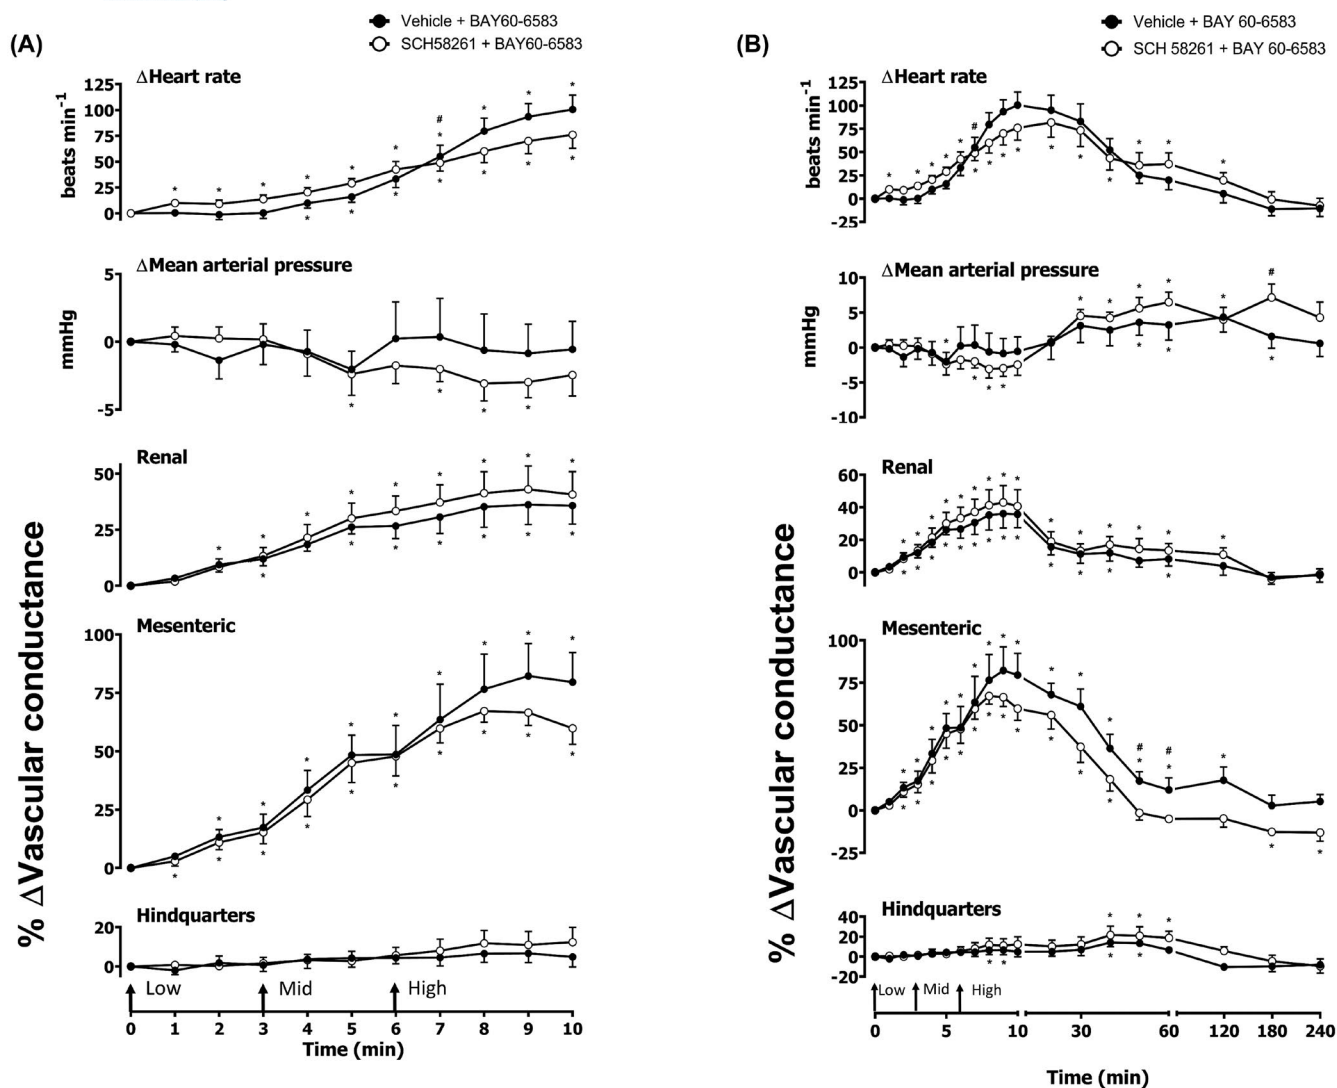 (A)
Vehicle + BAY60-6583
SCH58261 + BAY60-6583
ΔHeart rate
beats min⁻¹
125
100
75
50
25
0
* * * * * * # * * * *
* * * * * * *
ΔMean arterial pressure
mmHg
5
0
-5
* * * *
% ΔVascular conductance
Renal
50
25
0
* * * * * * * *
* * * * * * * *
Mesenteric
100
75
50
25
0
* * * * * * * * *
* * * * * * * * * *
Hindquarters
20
0
Low Mid High
0 1 2 3 4 5 6 7 8 9 10
Time (min)
(B)
Vehicle + BAY 60-6583
SCH 58261 + BAY 60-6583
ΔHeart rate
beats min⁻¹
125
100
75
50
25
0
-25
ΔMean arterial pressure
mmHg
10
5
0
-5
-10
#
% ΔVascular conductance
Renal
60
40
20
0
Mesenteric
100
75
50
25
0
-25
# #
Hindquarters
40
20
0
-20
Low Mid High
0 5 10 30 60 120 180 240
Time (min)